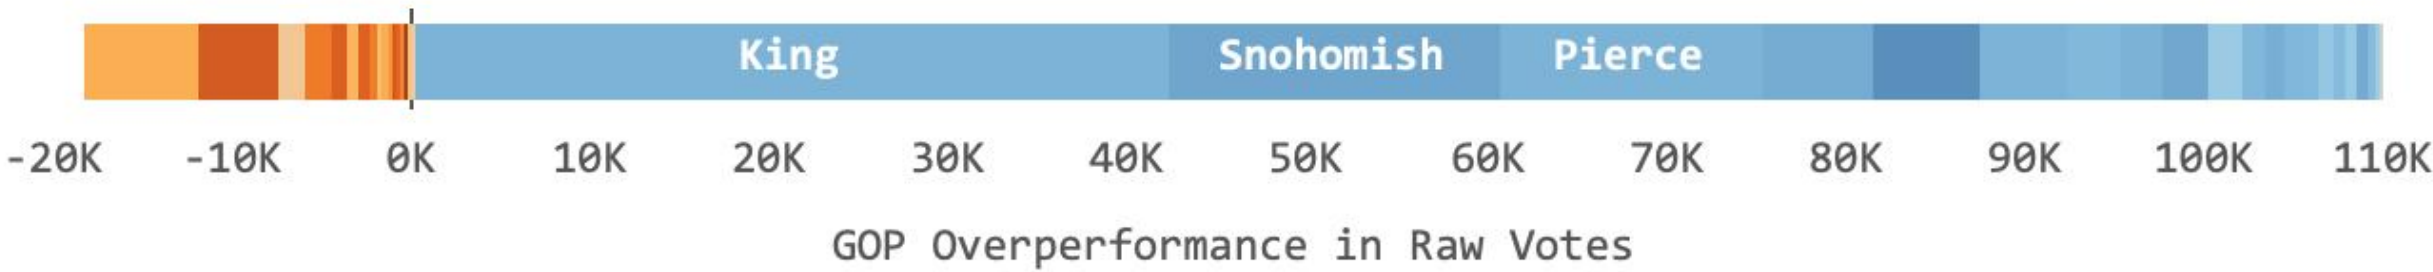 King Snohomish Pierce
-20K -10K 0K 10K 20K 30K 40K 50K 60K 70K 80K 90K 100K 110K
GOP Overperformance in Raw Votes